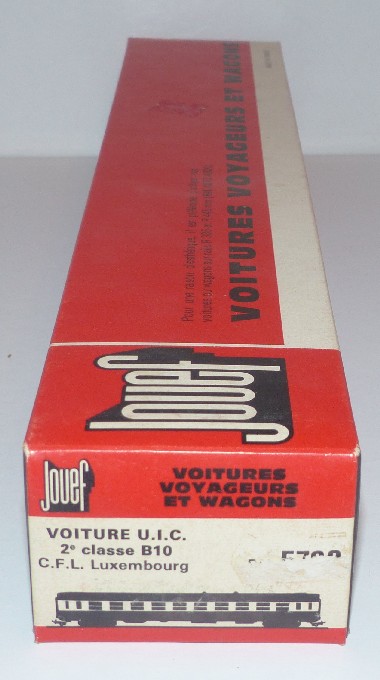 VOITURES VOYAGEURS ET WAGONS
Jouef
Jouef
VOITURES
VOYAGEURS
ET WAGONS
VOITURE U.I.C.
2e classe B10
C.F.L. Luxembourg